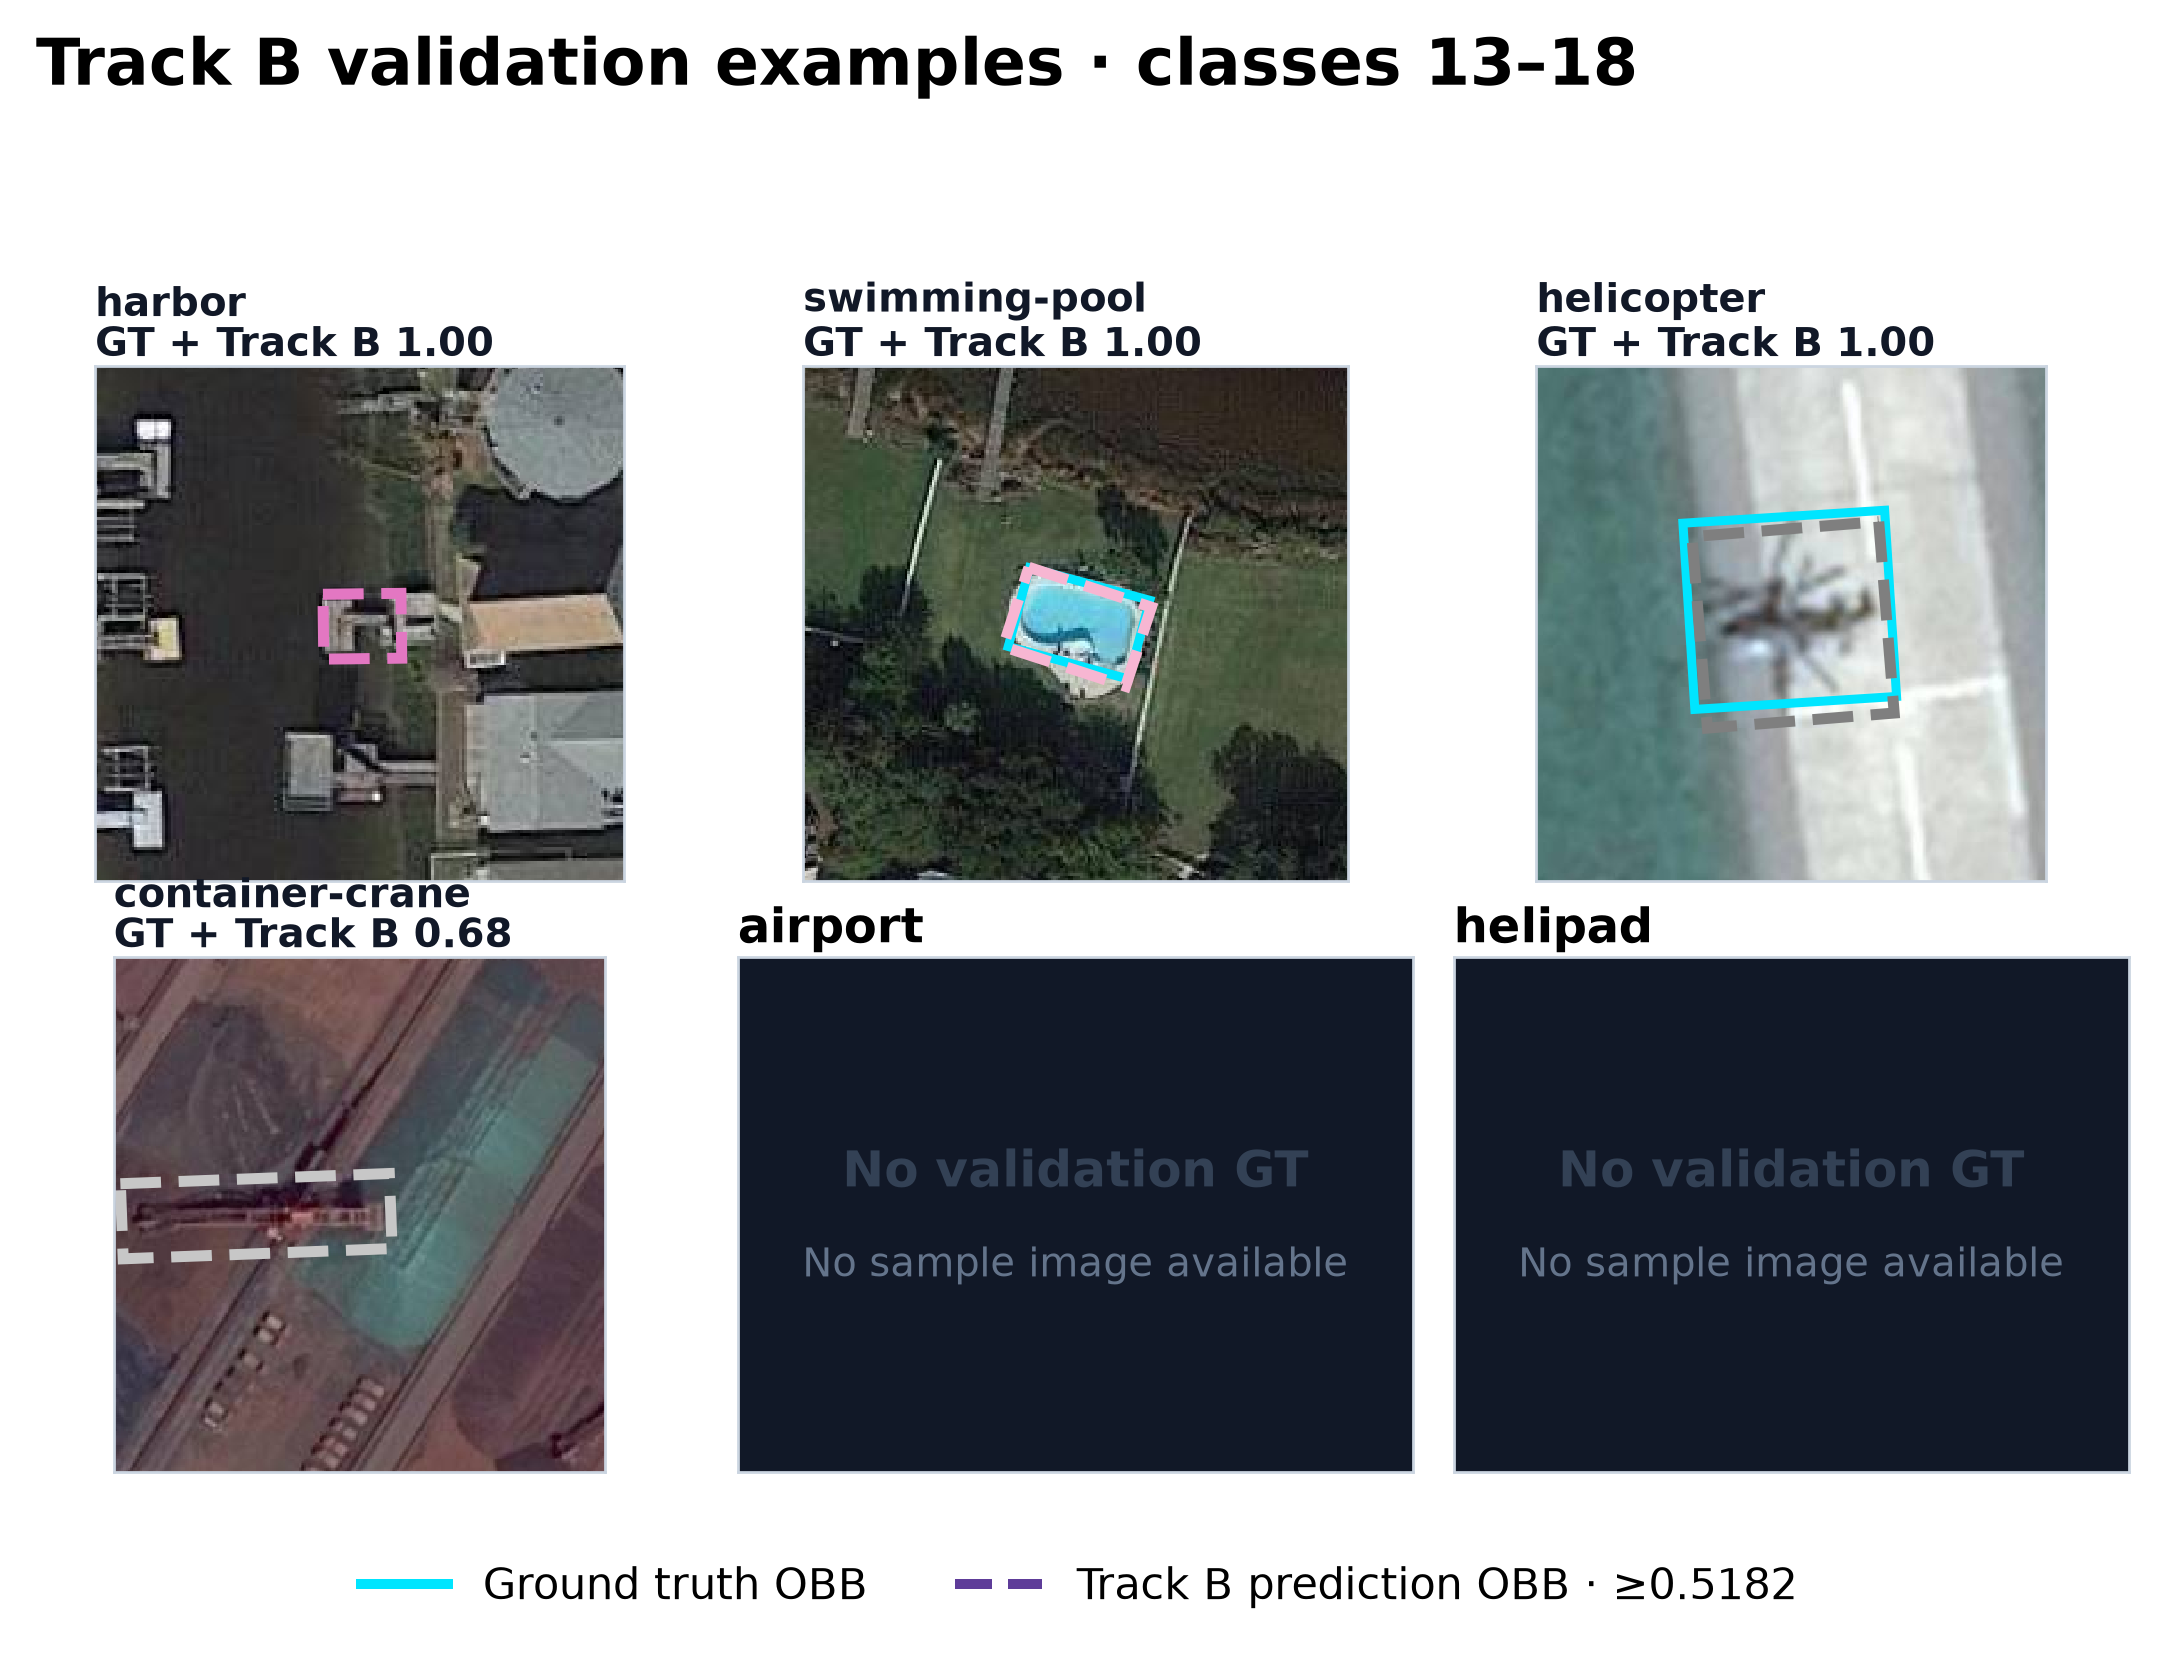 Track B validation examples · classes 13–18
harbor
GT + Track B 1.00
swimming-pool
GT + Track B 1.00
helicopter
GT + Track B 1.00
container-crane
GT + Track B 0.68
airport
No validation GT
No sample image available
helipad
No validation GT
No sample image available
Ground truth OBB
Track B prediction OBB · ≥0.5182